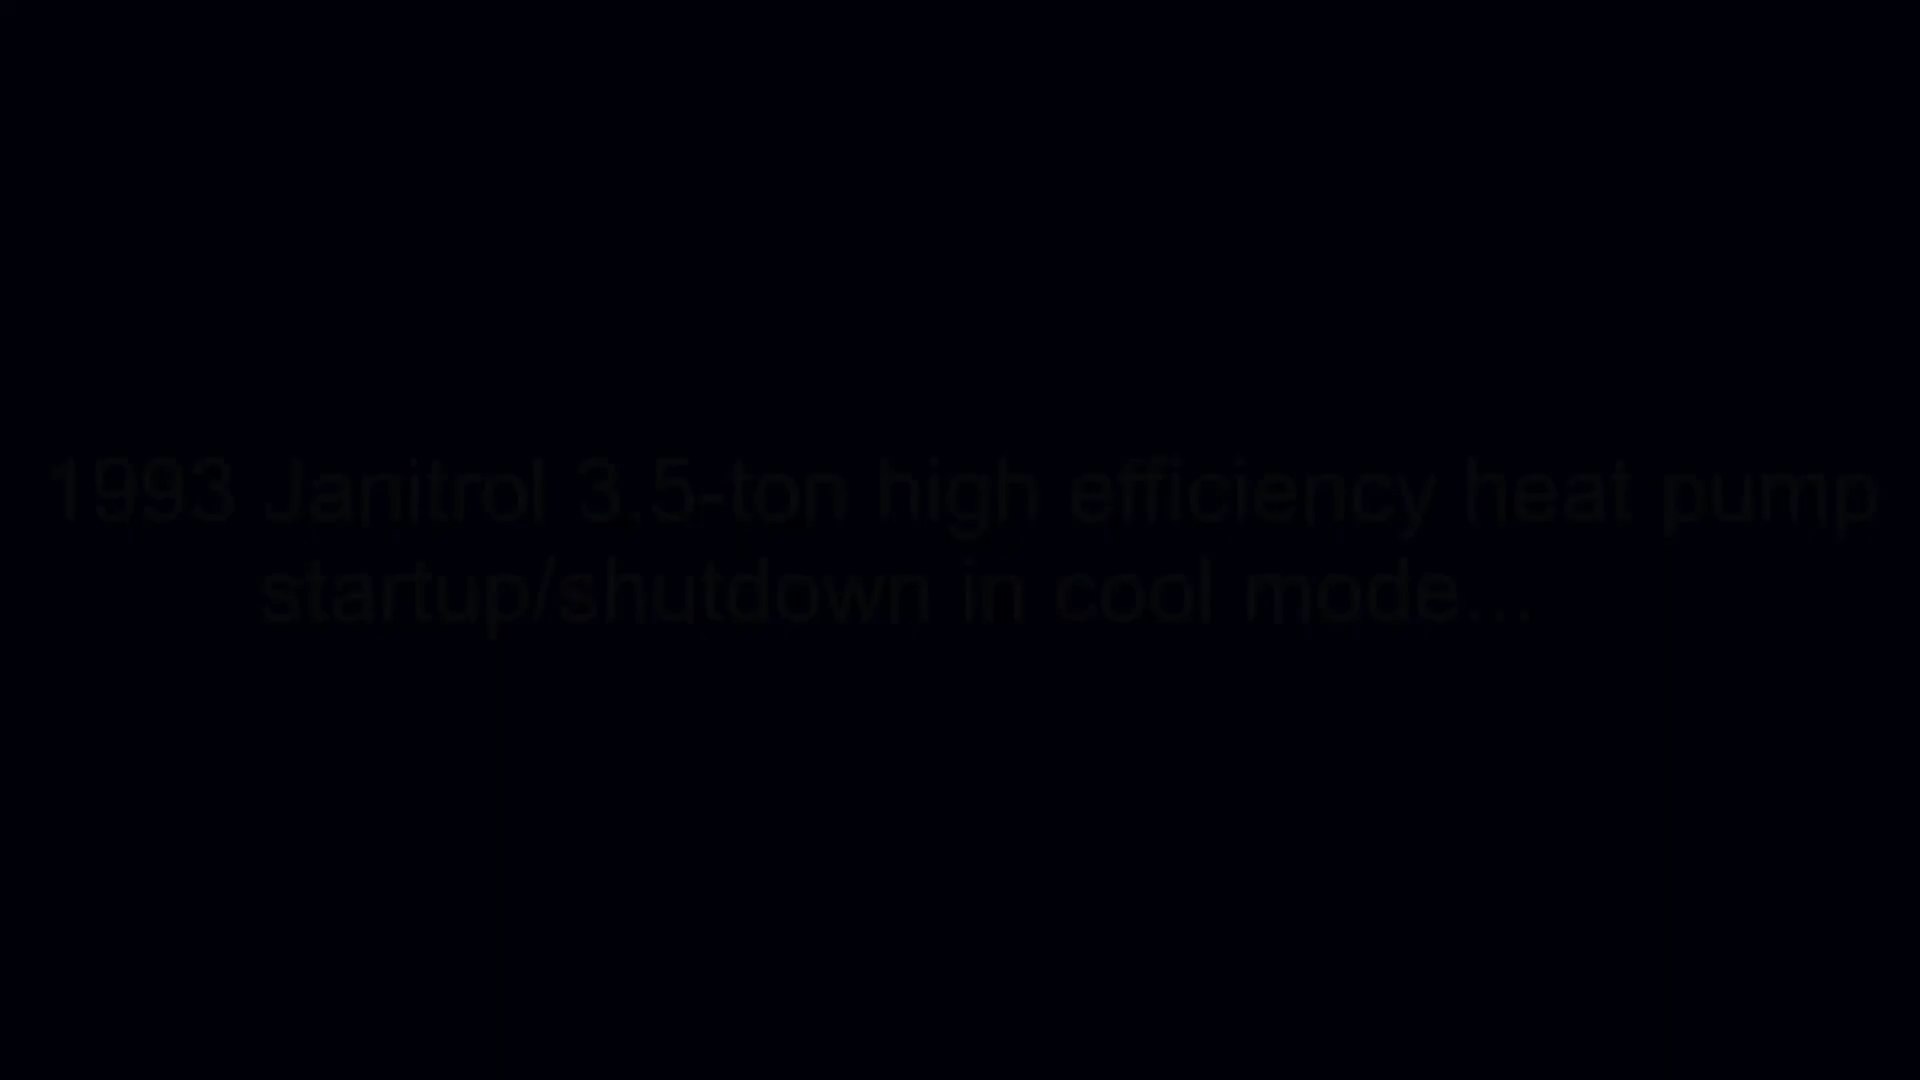 1993 Janitrol 3.5-ton high efficiency heat pump
startup/shutdown in cool mode...